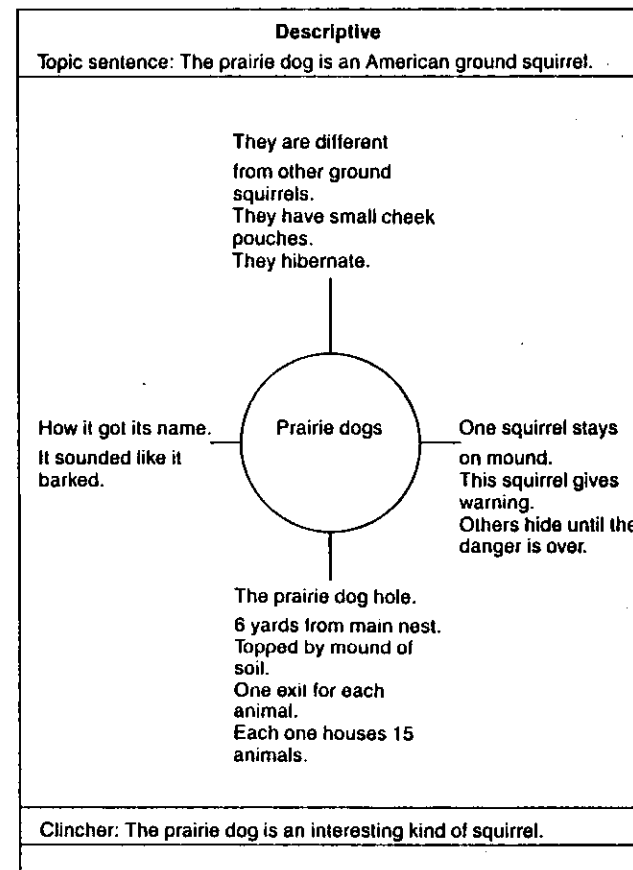 Descriptive
Topic sentence: The prairie dog is an American ground squirrel.
They are different
from other ground
squirrels.
They have small cheek
pouches.
They hibernate.
Prairie dogs
How it got its name.
It sounded like it
barked.
One squirrel stays
on mound.
This squirrel gives
warning.
Others hide until the
danger is over.
The prairie dog hole.
6 yards from main nest.
Topped by mound of
soil.
One exit for each
animal.
Each one houses 15
animals.
Clincher: The prairie dog is an interesting kind of squirrel.